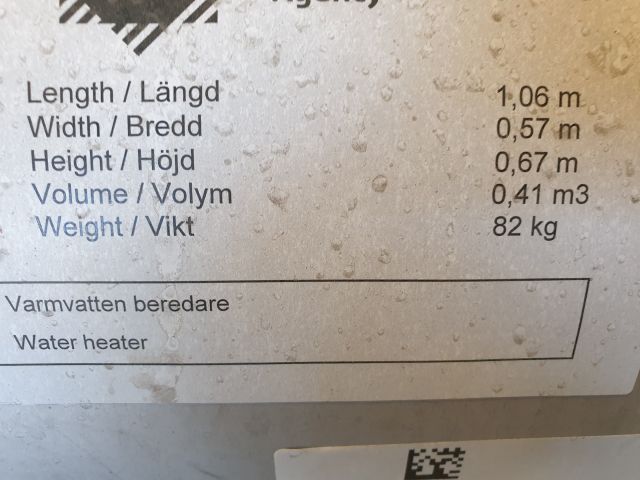 Agency
Length / Längd 1,06 m
Width / Bredd 0,57 m
Height / Höjd 0,67 m
Volume / Volym 0,41 m3
Weight / Vikt 82 kg
Varmvatten beredare
Water heater